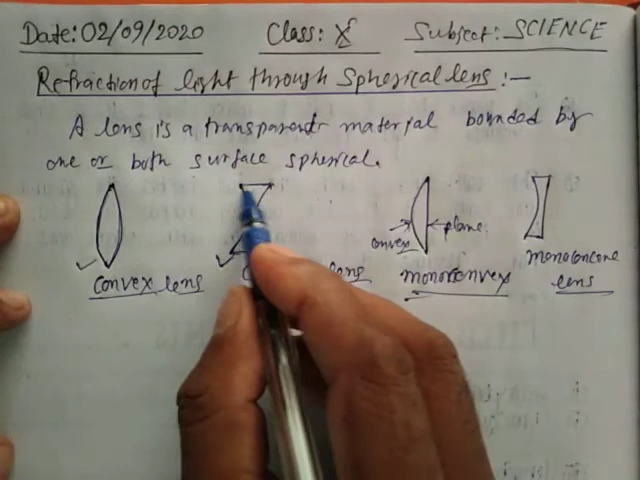 Date: 02/09/2020 Class: X Subject: SCIENCE
Refraction of light through Spherical lens :—
A lens is a transparent material bounded by
one or both surface spherical.
convex plane
Convex lens lens monoconvex monoconcave
lens